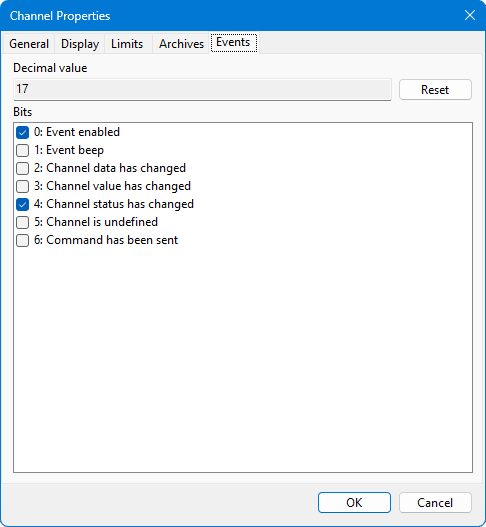 Channel Properties
General Display Limits Archives Events
Decimal value
17 Reset
Bits
0: Event enabled
1: Event beep
2: Channel data has changed
3: Channel value has changed
4: Channel status has changed
5: Channel is undefined
6: Command has been sent
OK Cancel